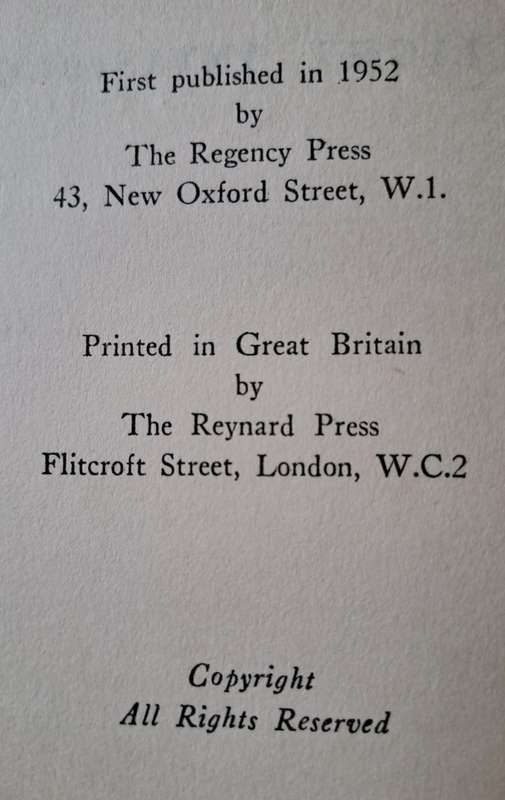 First published in 1952
by
The Regency Press
43, New Oxford Street, W.1.
Printed in Great Britain
by
The Reynard Press
Flitcroft Street, London, W.C.2
Copyright
All Rights Reserved